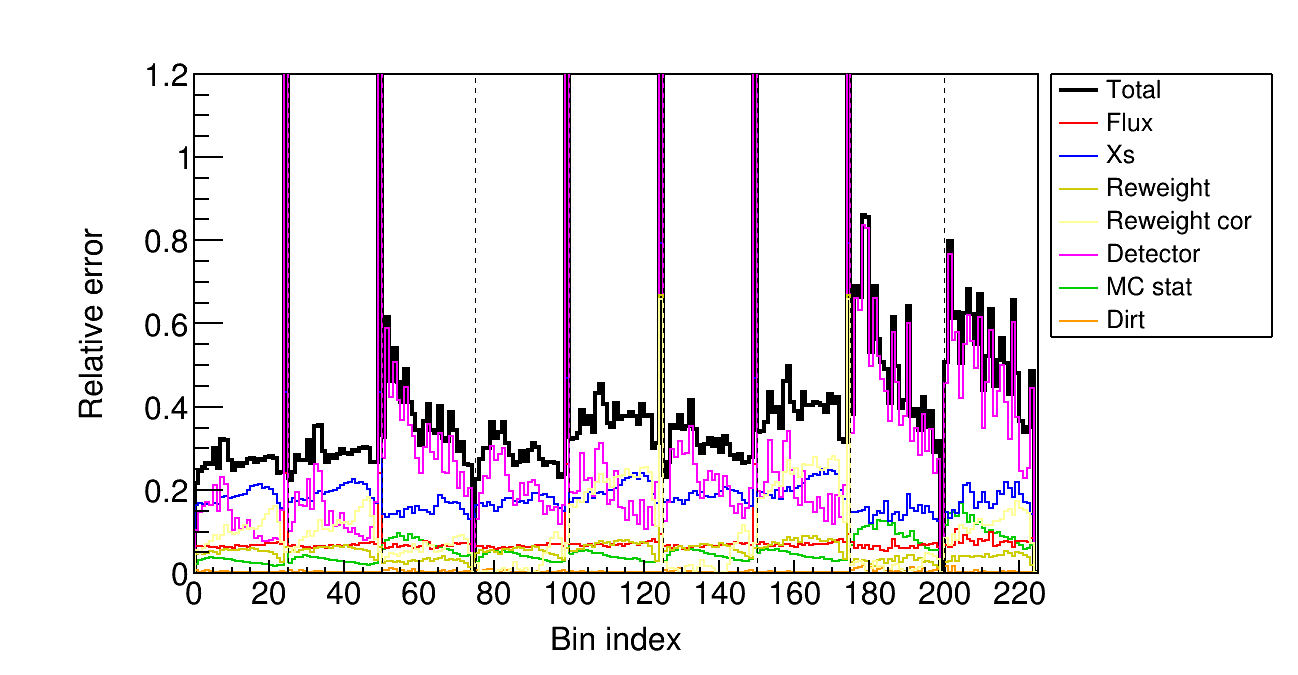 1.2
1
0.8
0.6
0.4
0.2
0
Relative error
0 20 40 60 80 100 120 140 160 180 200 220
Bin index
Total
Flux
Xs
Reweight
Reweight cor
Detector
MC stat
Dirt